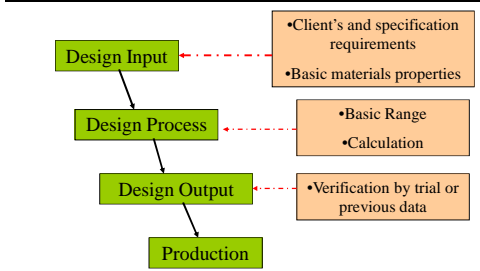 •Client's and specification
requirements
Design Input
•Basic materials properties
•Basic Range
Design Process
•Calculation
Design Output
•Verification by trial or
previous data
Production